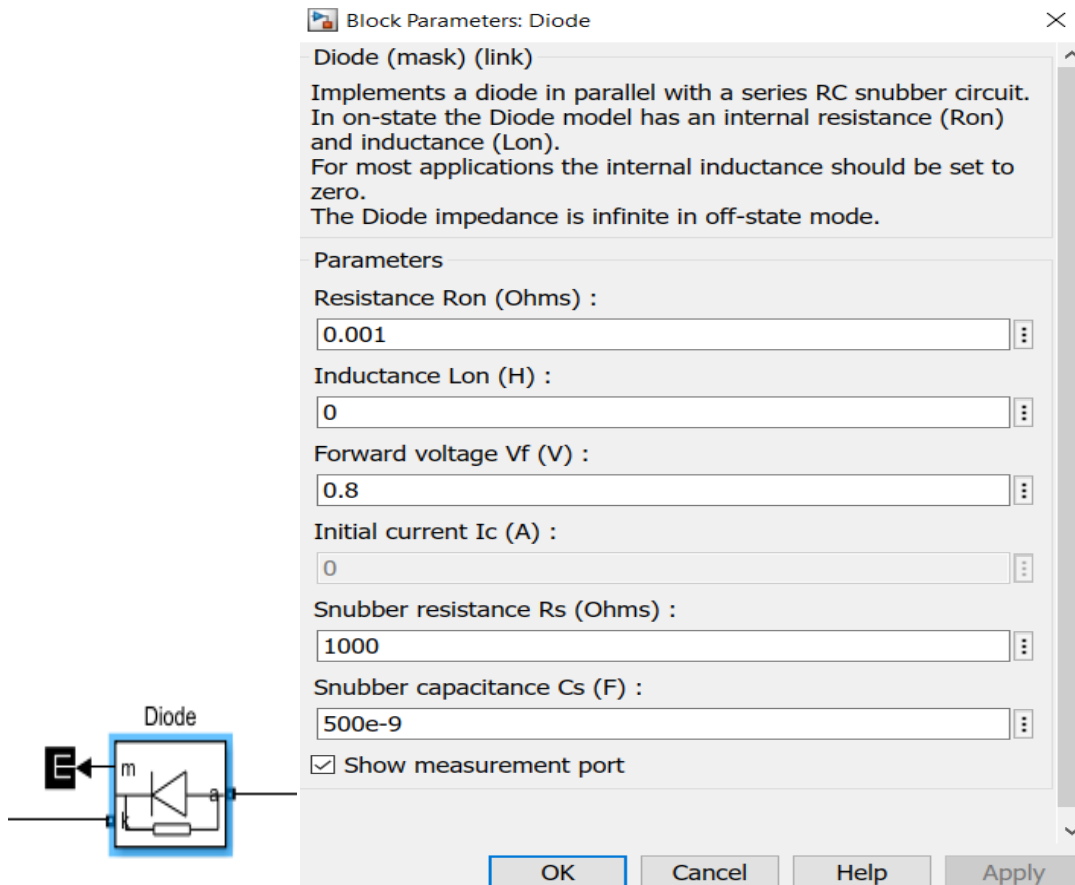 Block Parameters: Diode
Diode (mask) (link)
Implements a diode in parallel with a series RC snubber circuit.
In on-state the Diode model has an internal resistance (Ron)
and inductance (Lon).
For most applications the internal inductance should be set to
zero.
The Diode impedance is infinite in off-state mode.
Parameters
Resistance Ron (Ohms) :
0.001
Inductance Lon (H) :
0
Forward voltage Vf (V) :
0.8
Initial current Ic (A) :
0
Snubber resistance Rs (Ohms) :
1000
Snubber capacitance Cs (F) :
500e-9
Show measurement port
OK Cancel Help Apply
Diode
m
a
k